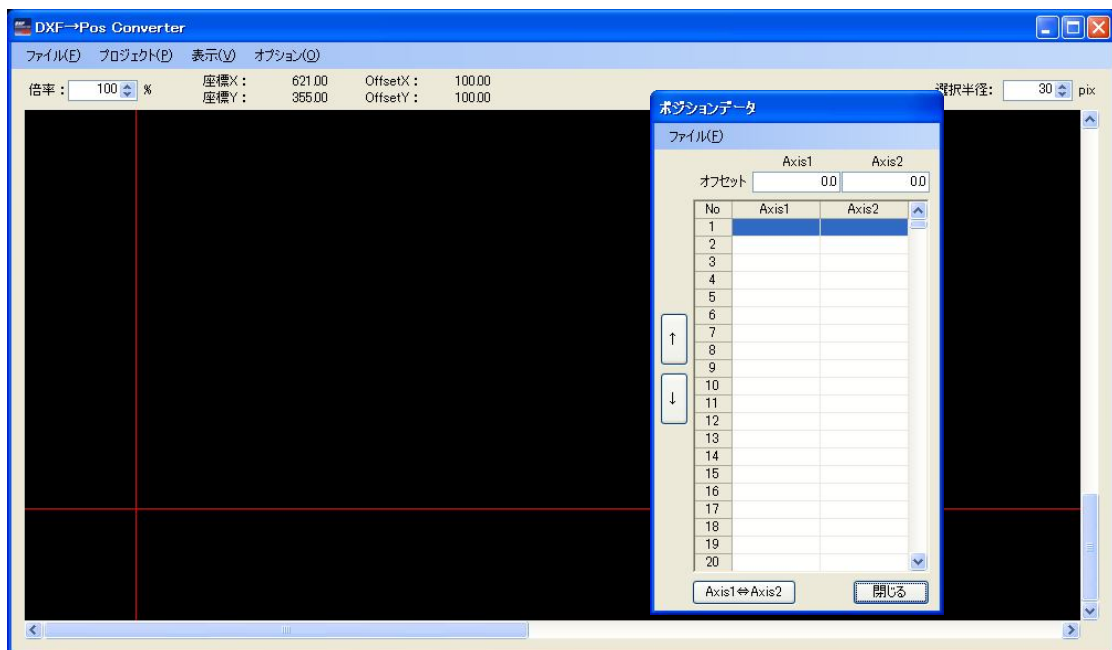 DXF→Pos Converter
ファイル(F) プロジェクト(P) 表示(V) オプション(O)
倍率： 100 %
座標X： 621.00 OffsetX： 100.00
座標Y： 355.00 OffsetY： 100.00
選択半径: 30 pix
ポジションデータ
ファイル(F)
Axis1 Axis2
オフセット 0.0 0.0
No Axis1 Axis2
1
2
3
4
5
6
↑
7
8
9
10
↓
11
12
13
14
15
16
17
18
19
20
Axis1⇔Axis2 閉じる